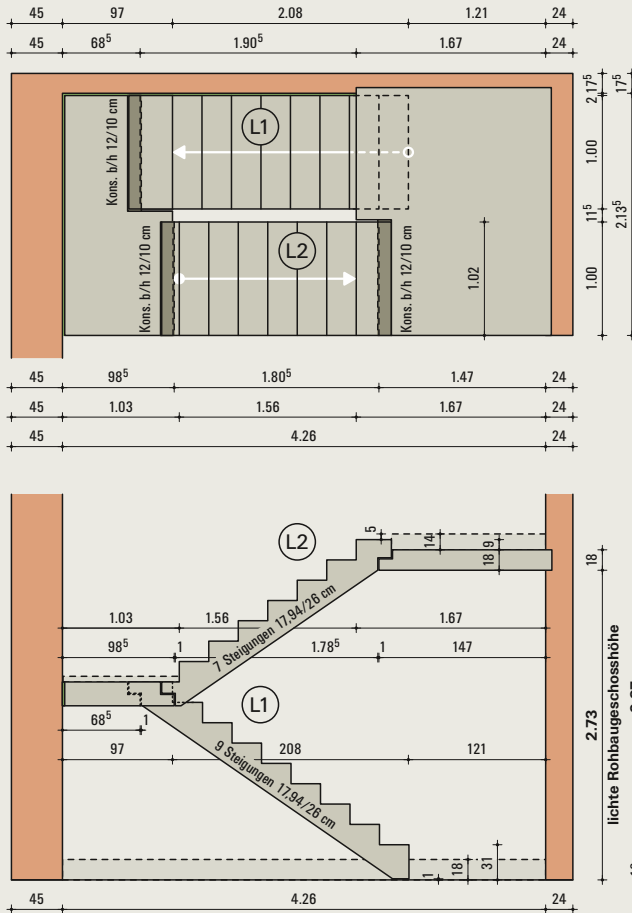 45 97 2.08 1.21 24
45 68⁵ 1.90⁵ 1.67 24
Kons. b/h 12/10 cm
L1
Kons. b/h 12/10 cm
L2
Kons. b/h 12/10 cm
1.02
2.17⁵
1.00
11⁵
1.00
17⁵
2.13⁵
45 98⁵ 1.80⁵ 1.47 24
45 1.03 1.56 1.67 24
45 4.26 24
L2
5 14 18 9
18
7 Steigungen 17,94/26 cm
1.03 1.56 1.67
98⁵ 1 1.78⁵ 1 147
L1
68⁵ 1
97 208 121
9 Steigungen 17,94/26 cm
1 18 31
2.73
lichte Rohbaugeschosshöhe
45 4.26 24